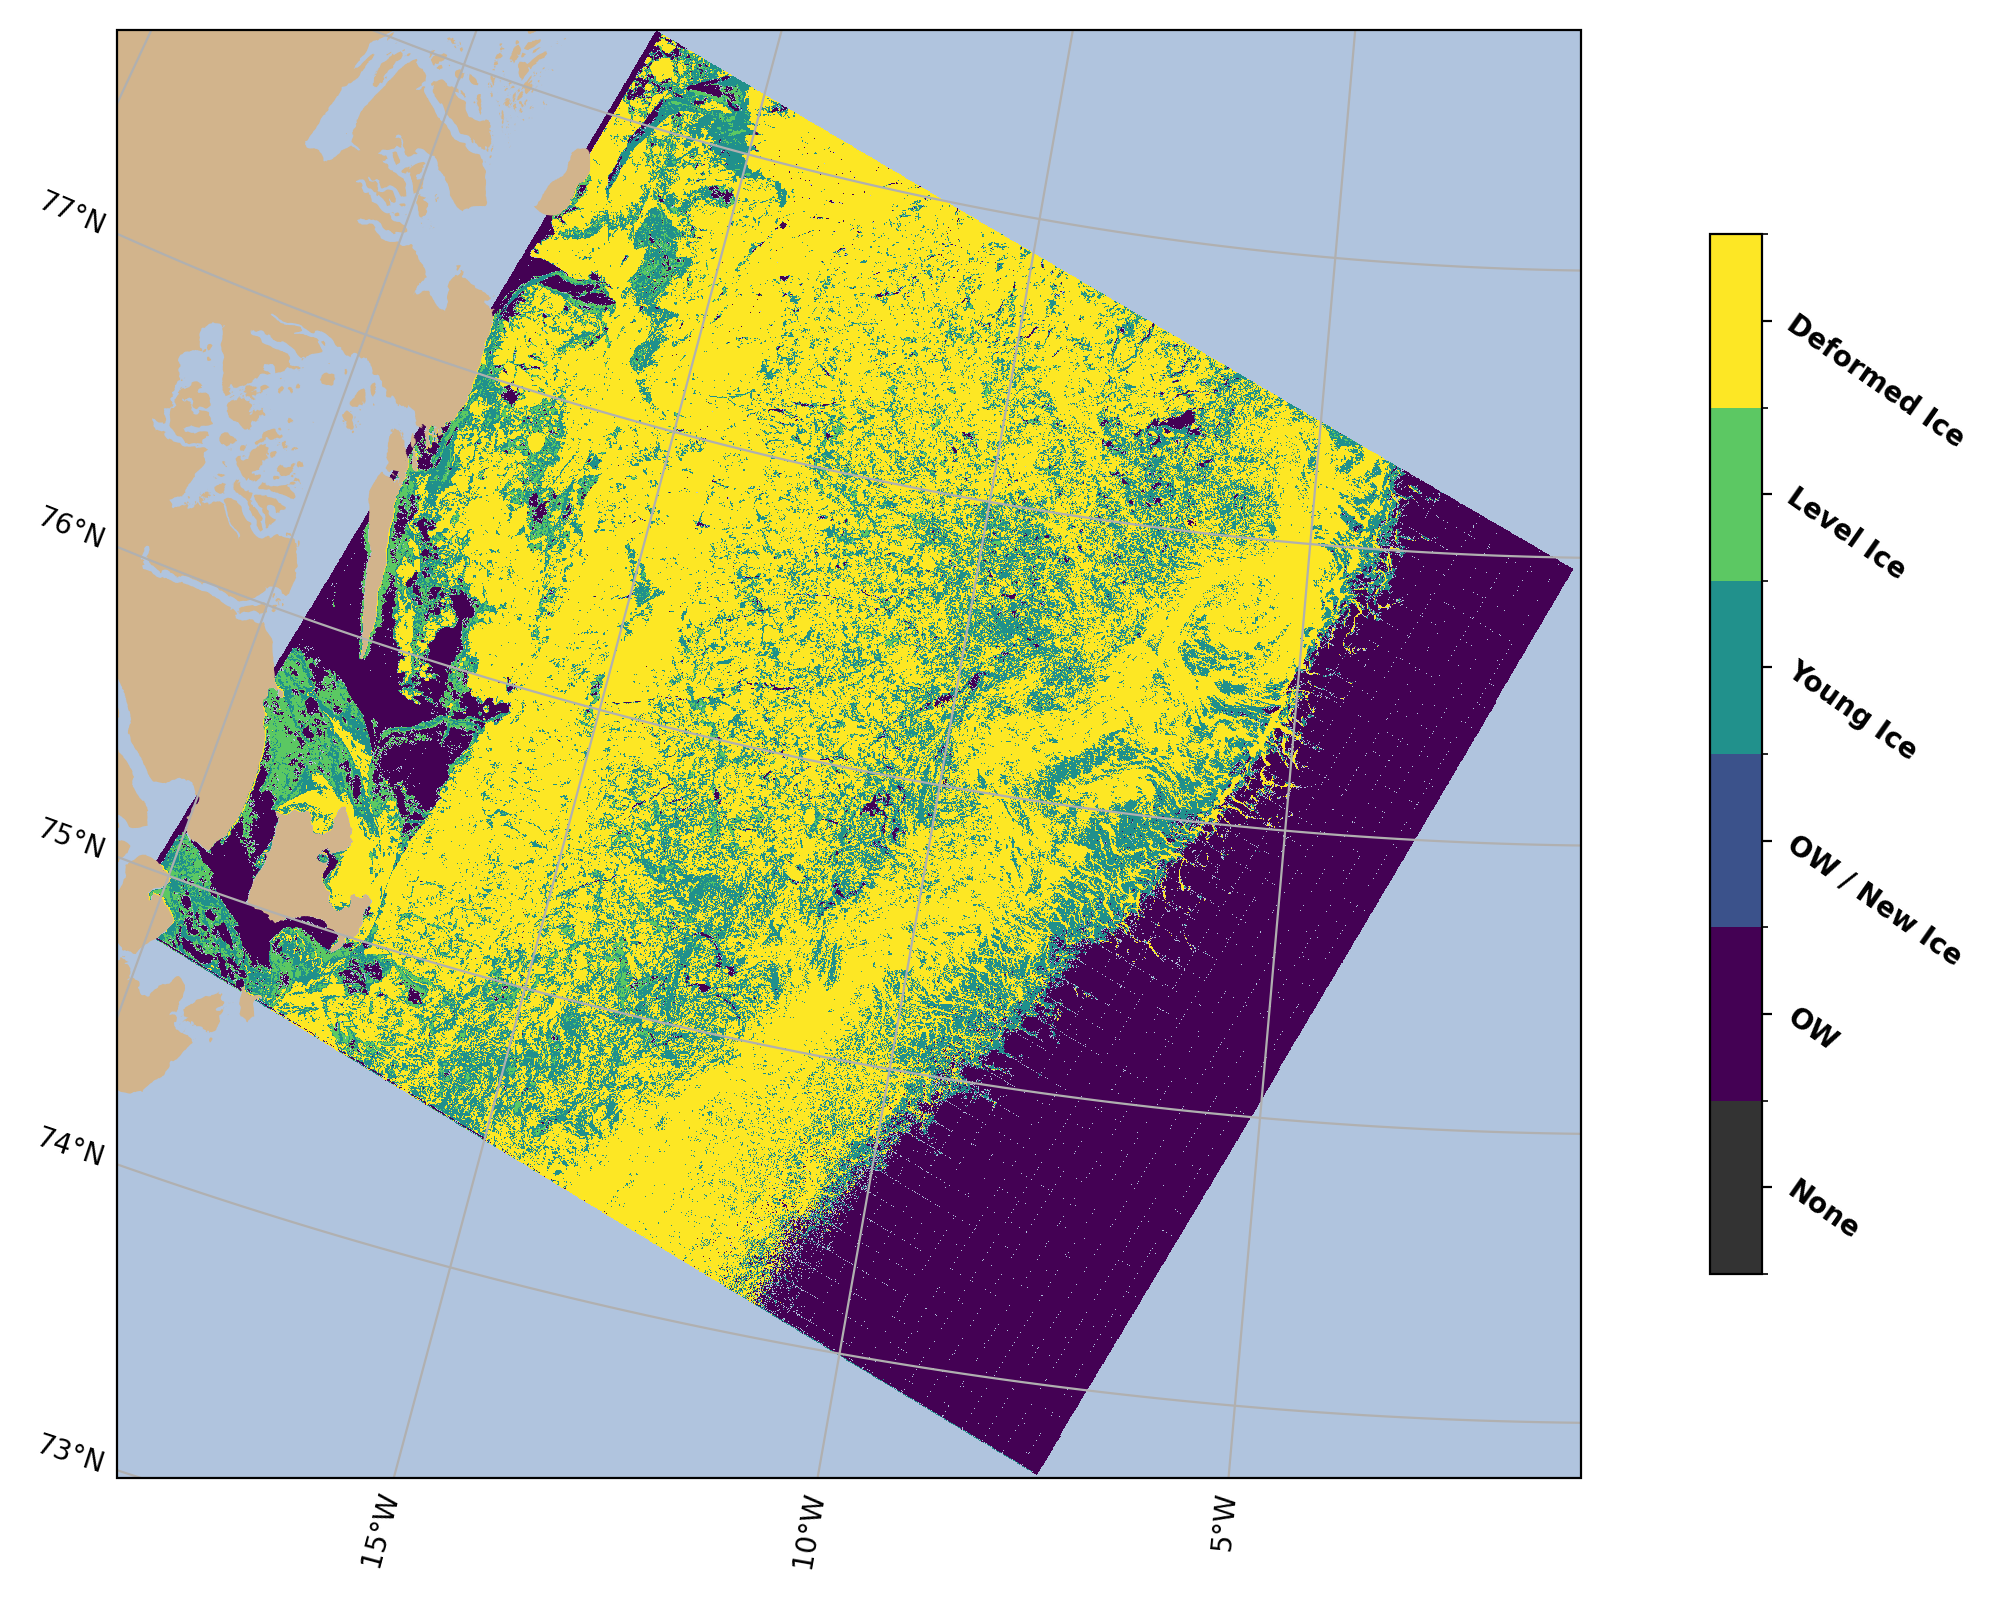 77°N
76°N
75°N
74°N
73°N
15°W
10°W
5°W
Deformed Ice
Level Ice
Young Ice
OW / New Ice
OW
None